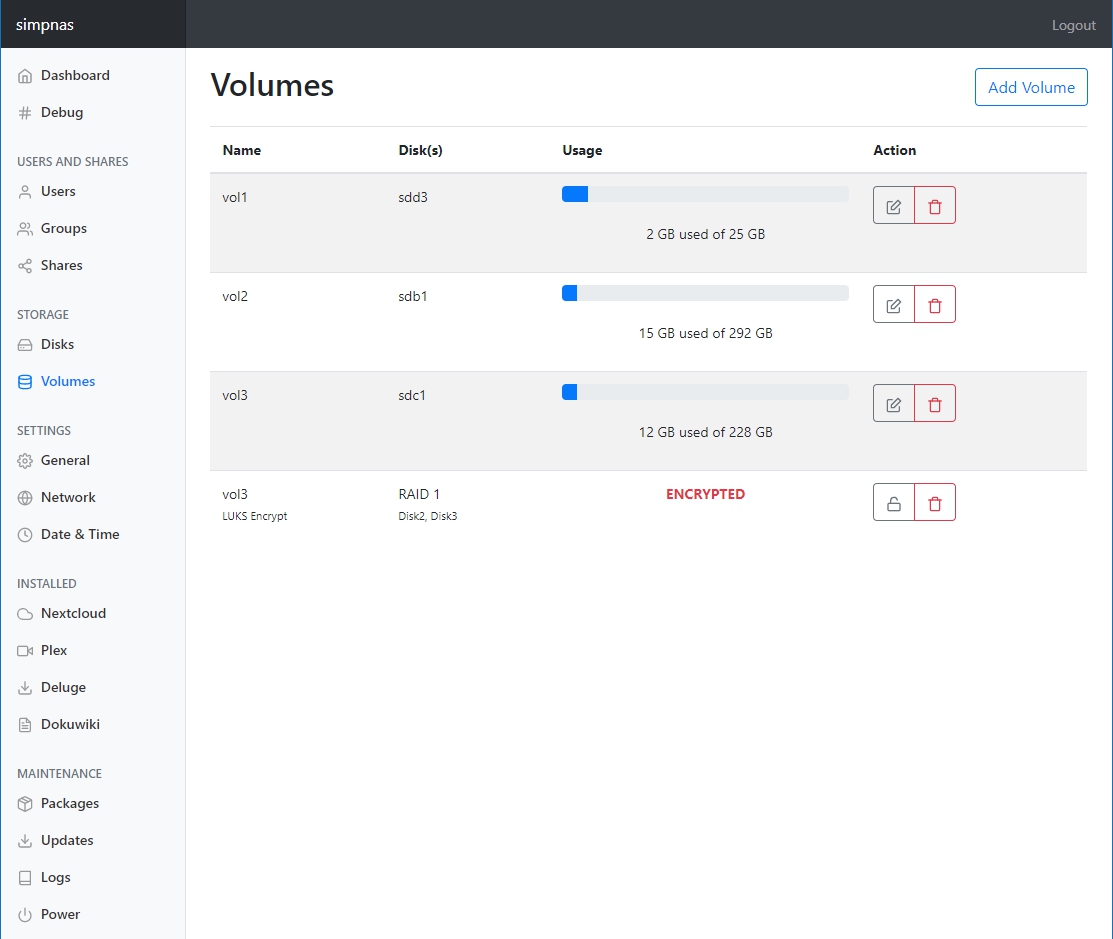 simpnas
Logout
Dashboard
Debug
USERS AND SHARES
Users
Groups
Shares
STORAGE
Disks
Volumes
SETTINGS
General
Network
Date & Time
INSTALLED
Nextcloud
Plex
Deluge
Dokuwiki
MAINTENANCE
Packages
Updates
Logs
Power
Volumes
Add Volume
Name Disk(s) Usage Action
vol1 sdd3
2 GB used of 25 GB
vol2 sdb1
15 GB used of 292 GB
vol3 sdc1
12 GB used of 228 GB
vol3 RAID 1 ENCRYPTED
LUKS Encrypt Disk2, Disk3